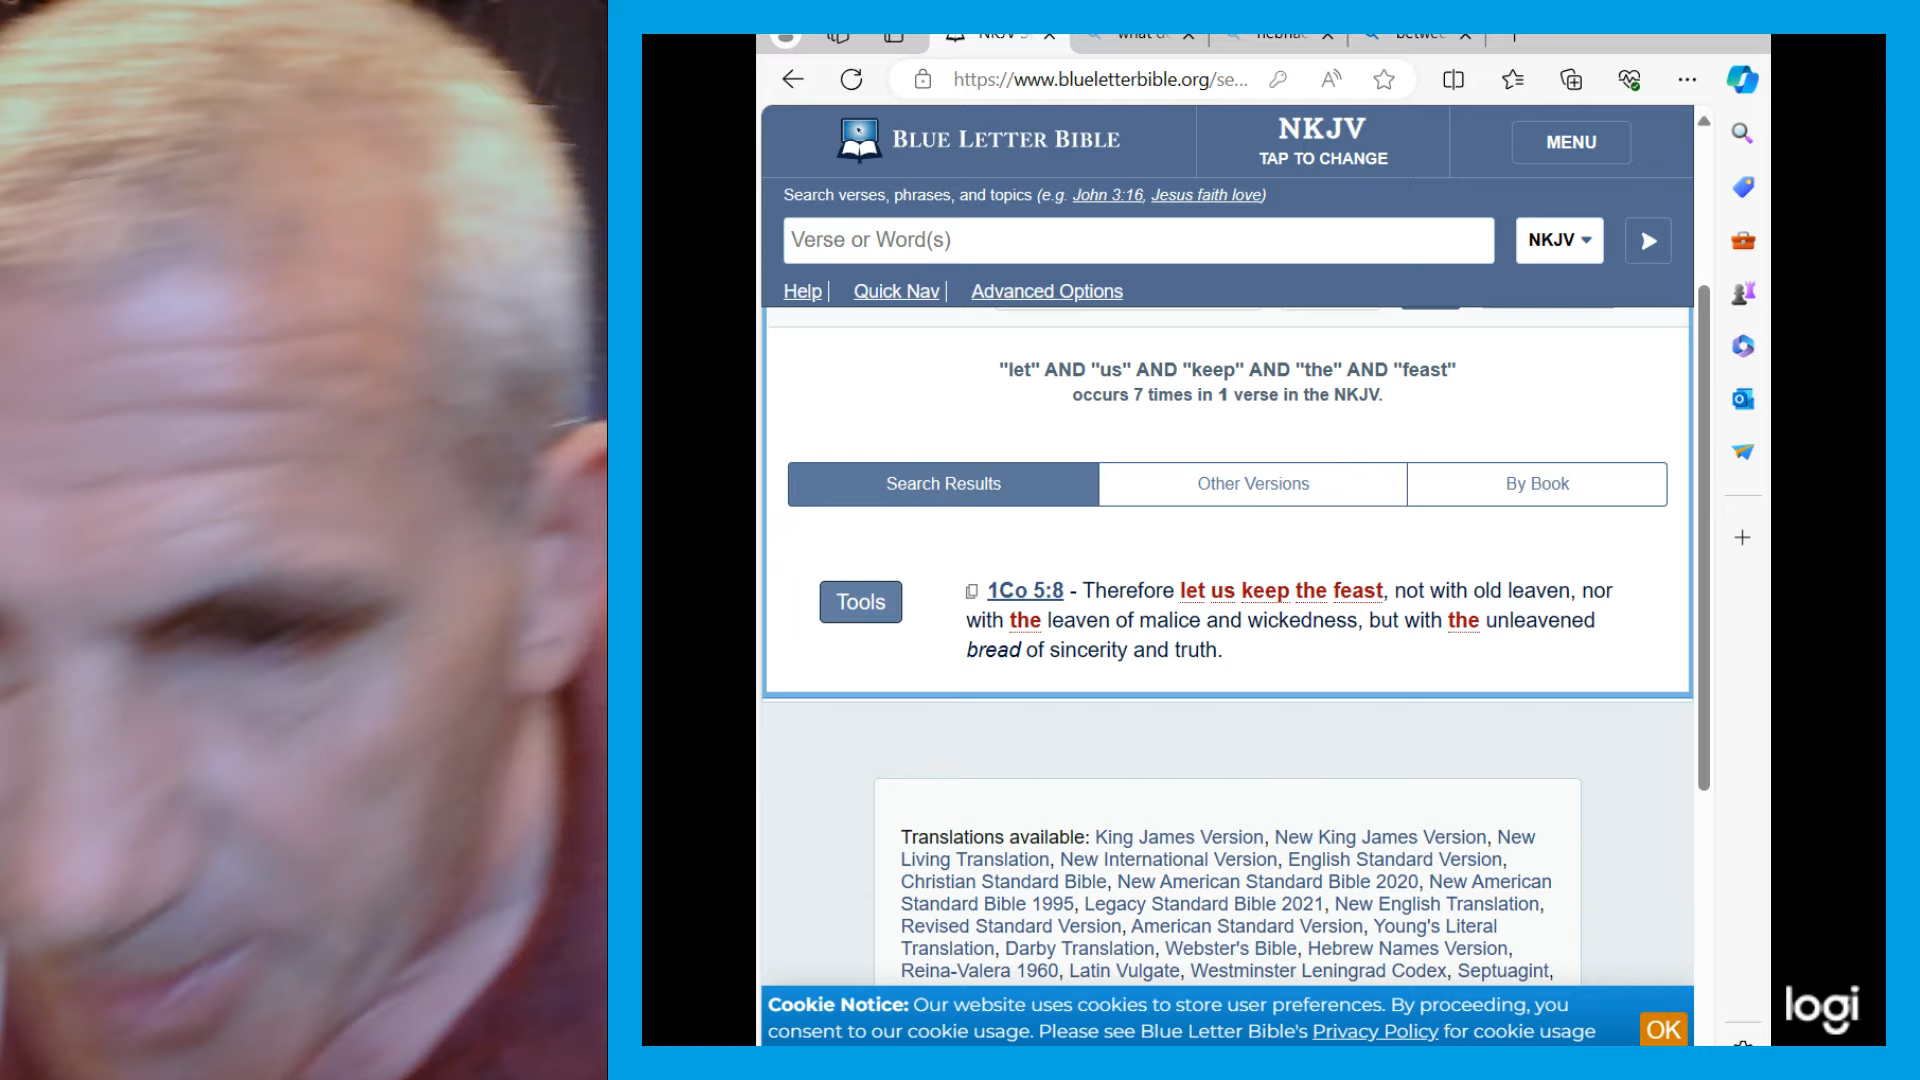 https://www.blueletterbible.org/se...
BLUE LETTER BIBLE
NKJV
TAP TO CHANGE
MENU
Search verses, phrases, and topics (e.g. John 3:16, Jesus faith love)
Verse or Word(s)
NKJV
Help
Quick Nav
Advanced Options
"let" AND "us" AND "keep" AND "the" AND "feast"
occurs 7 times in 1 verse in the NKJV.
Search Results
Other Versions
By Book
Tools
1Co 5:8 - Therefore let us keep the feast, not with old leaven, nor
with the leaven of malice and wickedness, but with the unleavened
bread of sincerity and truth.
Translations available: King James Version, New King James Version, New
Living Translation, New International Version, English Standard Version,
Christian Standard Bible, New American Standard Bible 2020, New American
Standard Bible 1995, Legacy Standard Bible 2021, New English Translation,
Revised Standard Version, American Standard Version, Young's Literal
Translation, Darby Translation, Webster's Bible, Hebrew Names Version,
Reina-Valera 1960, Latin Vulgate, Westminster Leningrad Codex, Septuagint,
Cookie Notice: Our website uses cookies to store user preferences. By proceeding, you
consent to our cookie usage. Please see Blue Letter Bible's Privacy Policy for cookie usage
OK
logi